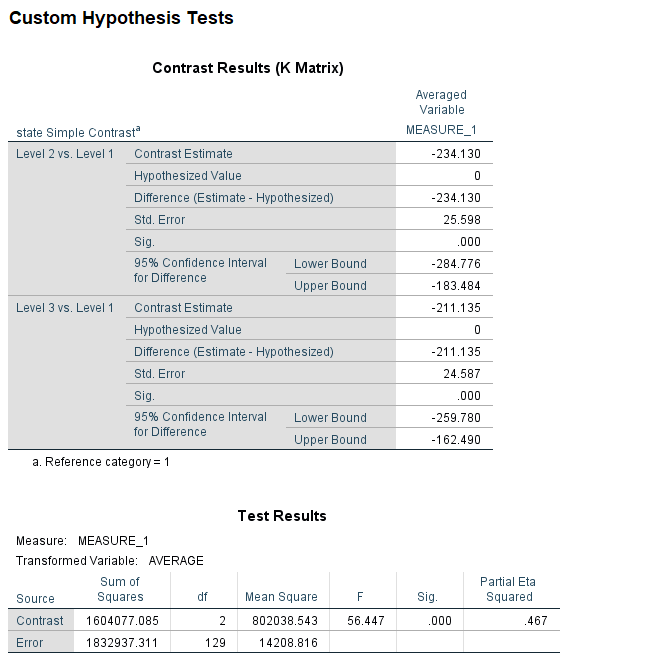 Custom Hypothesis Tests
Contrast Results (K Matrix)
Averaged
Variable
state Simple Contrasta MEASURE_1
Level 2 vs. Level 1 Contrast Estimate -234.130
Hypothesized Value 0
Difference (Estimate - Hypothesized) -234.130
Std. Error 25.598
Sig. .000
95% Confidence Interval for Difference Lower Bound -284.776
Upper Bound -183.484
Level 3 vs. Level 1 Contrast Estimate -211.135
Hypothesized Value 0
Difference (Estimate - Hypothesized) -211.135
Std. Error 24.587
Sig. .000
95% Confidence Interval for Difference Lower Bound -259.780
Upper Bound -162.490
a. Reference category = 1
Test Results
Measure: MEASURE_1
Transformed Variable: AVERAGE
Source Sum of Squares df Mean Square F Sig. Partial Eta Squared
Contrast 1604077.085 2 802038.543 56.447 .000 .467
Error 1832937.311 129 14208.816